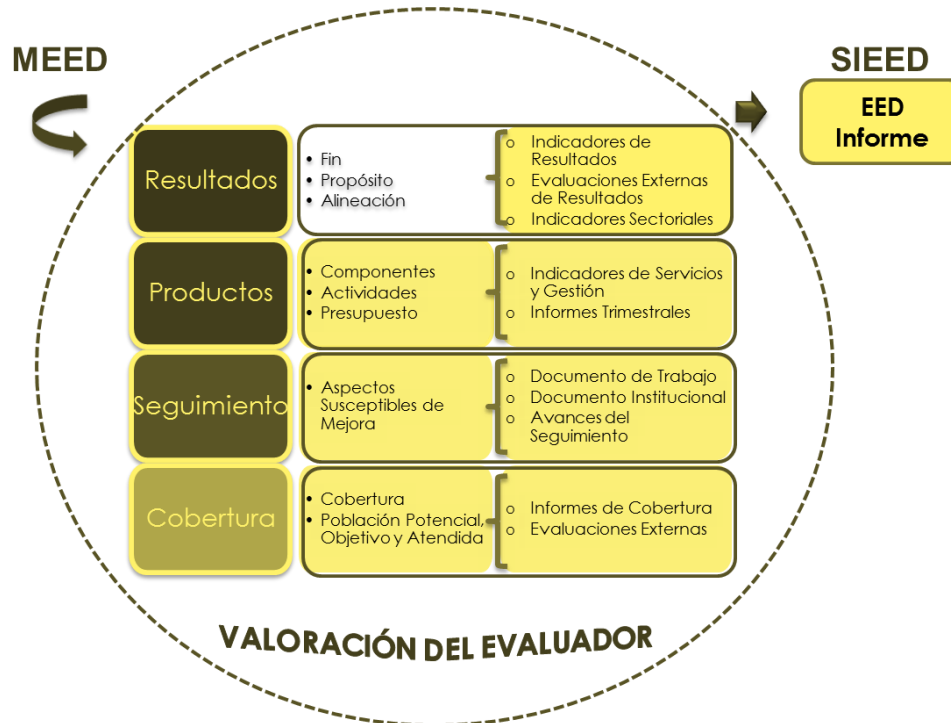 MEED
SIEED
EED
Informe
Resultados
• Fin
• Propósito
• Alineación
o Indicadores de
Resultados
o Evaluaciones Externas
de Resultados
o Indicadores Sectoriales
Productos
• Componentes
• Actividades
• Presupuesto
o Indicadores de Servicios
y Gestión
o Informes Trimestrales
Seguimiento
• Aspectos
Susceptibles de
Mejora
o Documento de Trabajo
o Documento Institucional
o Avances del
Seguimiento
Cobertura
• Cobertura
• Población Potencial,
Objetivo y Atendida
o Informes de Cobertura
o Evaluaciones Externas
VALORACIÓN DEL EVALUADOR